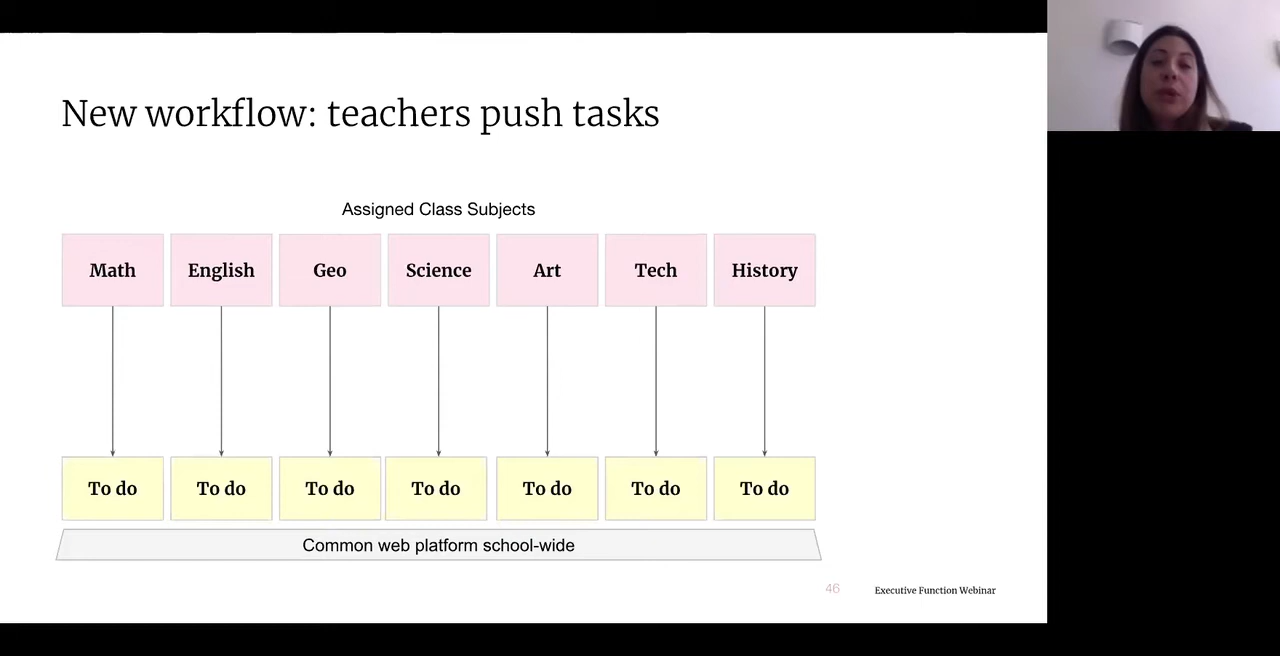 New workflow: teachers push tasks
Assigned Class Subjects
Math English Geo Science Art Tech History
To do To do To do To do To do To do To do
Common web platform school-wide
46 Executive Function Webinar